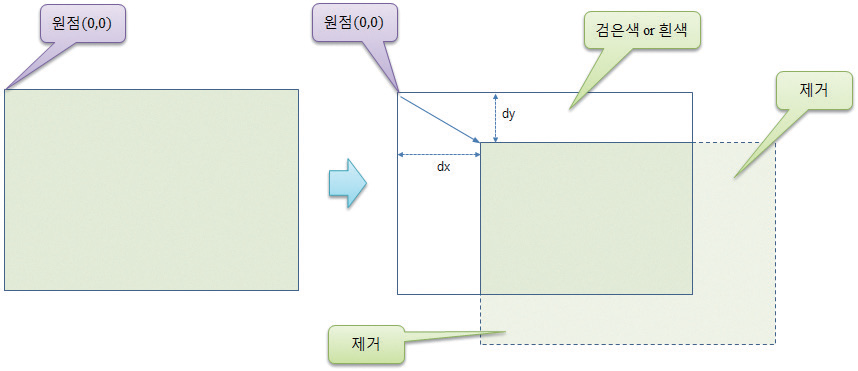 원점(0,0)
원점(0,0)
검은색 or 흰색
제거
dy
dx
제거